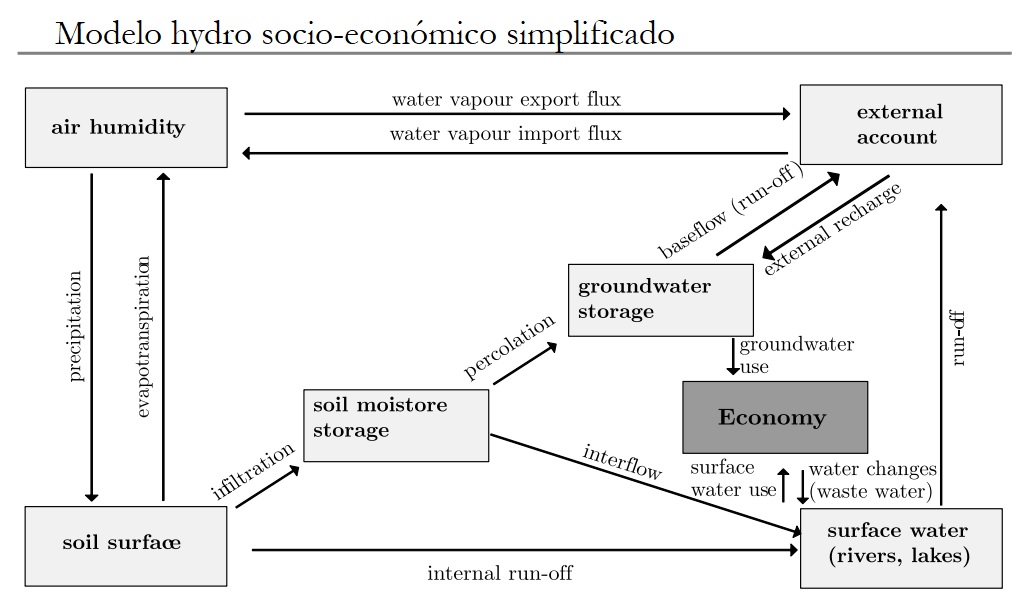 Modelo hydro socio-económico simplificado
water vapour export flux
air humidity
external
account
water vapour import flux
baseflow (run-off)
external recharge
precipitation
evapotranspiration
groundwater
storage
run-off
percolation
groundwater
use
soil moistore
storage
Economy
infiltration
interflow
surface
water use
water changes
(waste water)
soil surface
surface water
(rivers, lakes)
internal run-off